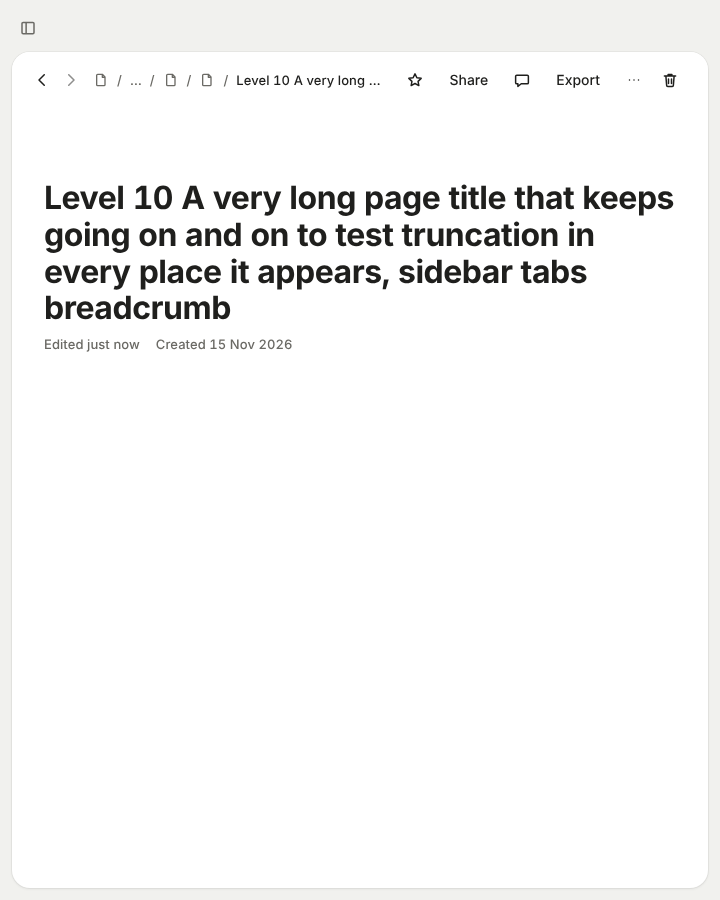 / ... / / / Level 10 A very long ... Share Export ...
Level 10 A very long page title that keeps
going on and on to test truncation in
every place it appears, sidebar tabs
breadcrumb
Edited just now Created 15 Nov 2026